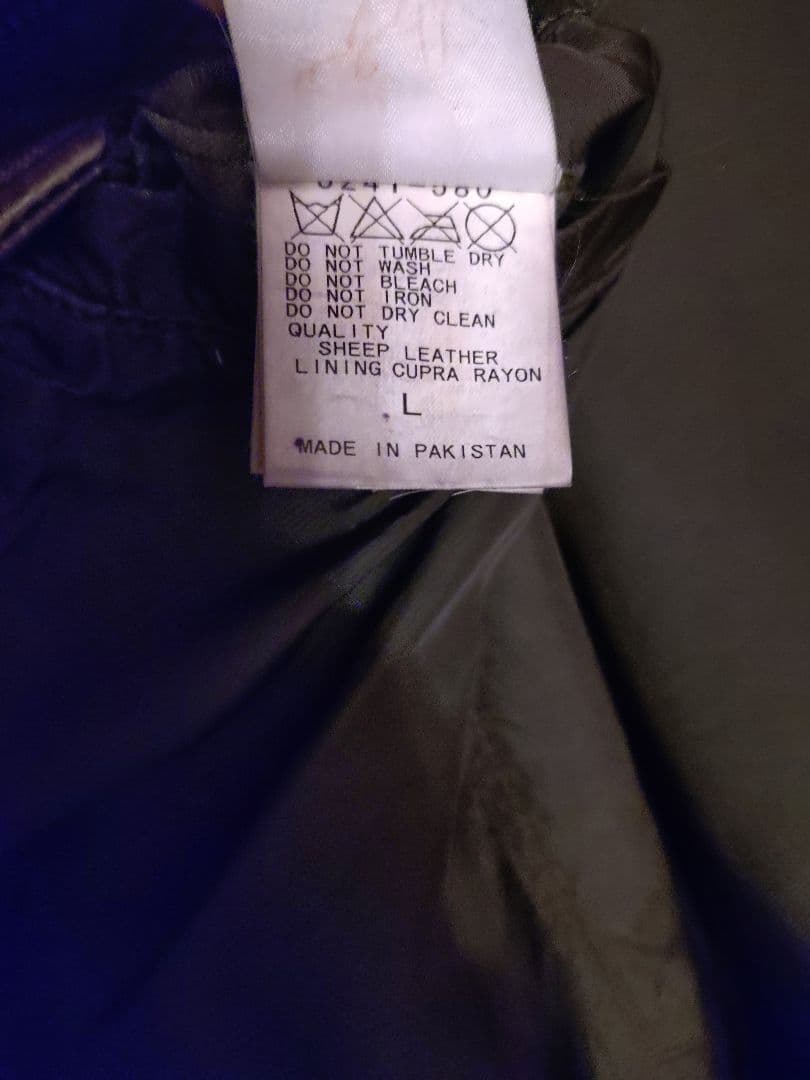 DO NOT TUMBLE DRY
DO NOT WASH
DO NOT BLEACH
DO NOT IRON
DO NOT DRY CLEAN
QUALITY
SHEEP LEATHER
LINING CUPRA RAYON
L
MADE IN PAKISTAN